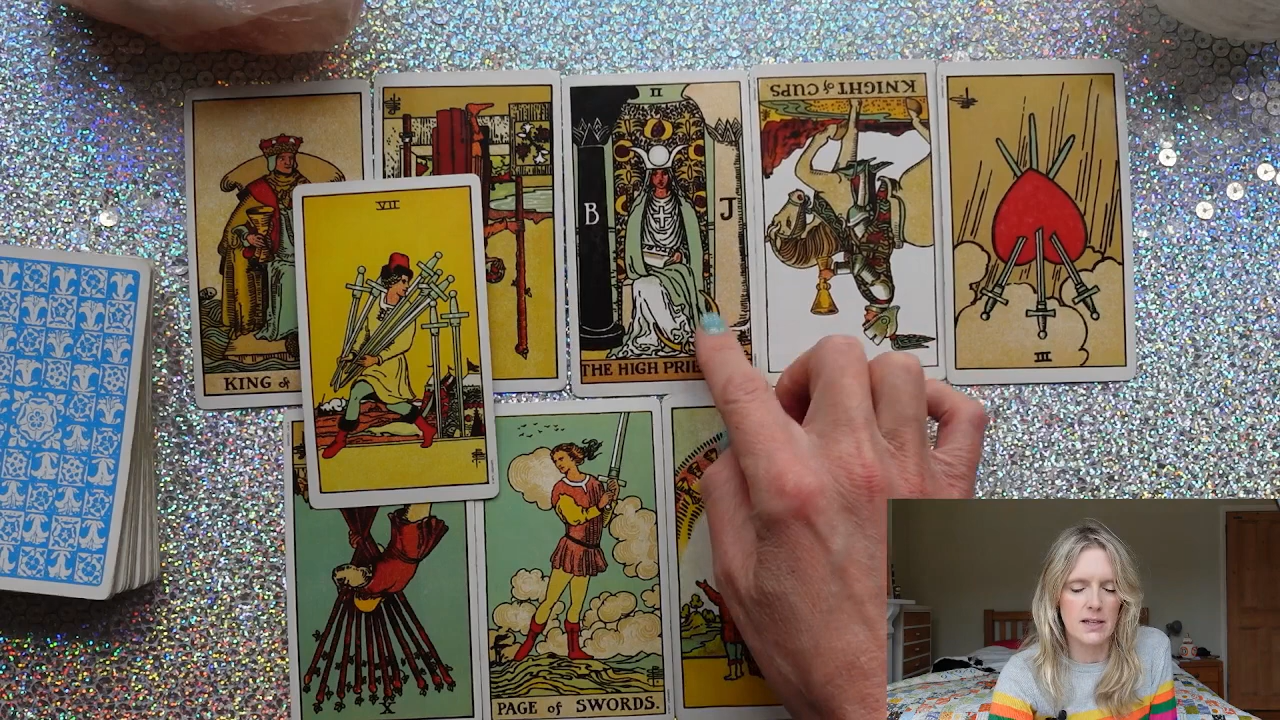 II
KNIGHT of CUPS
VII
B
J
KING of
THE HIGH PRIE
III
X
PAGE of SWORDS.